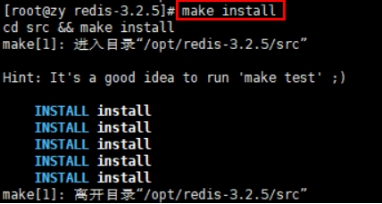 [root@zy redis-3.2.5]# make install
cd src && make install
make[1]: 进入目录“/opt/redis-3.2.5/src”
Hint: It's a good idea to run 'make test' ;)
INSTALL install
INSTALL install
INSTALL install
INSTALL install
INSTALL install
make[1]: 离开目录“/opt/redis-3.2.5/src”